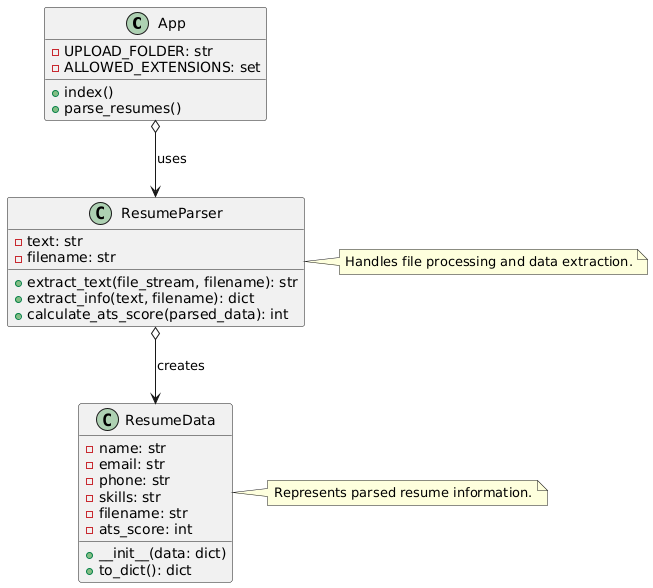 C App
UPLOAD_FOLDER: str
ALLOWED_EXTENSIONS: set
index()
parse_resumes()
uses
C ResumeParser
text: str
filename: str
extract_text(file_stream, filename): str
extract_info(text, filename): dict
calculate_ats_score(parsed_data): int
Handles file processing and data extraction.
creates
C ResumeData
name: str
email: str
phone: str
skills: str
filename: str
ats_score: int
__init__(data: dict)
to_dict(): dict
Represents parsed resume information.